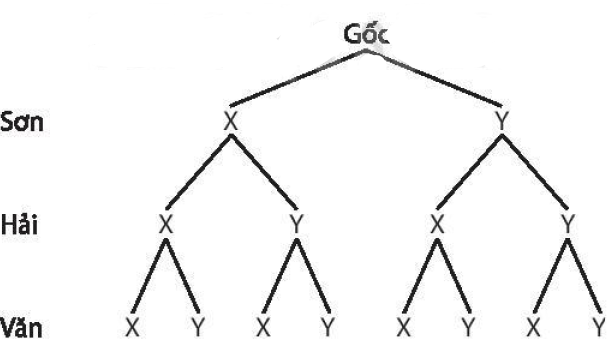 Gốc
Sơn X Y
Hải X Y X Y
Văn X Y X Y X Y X Y